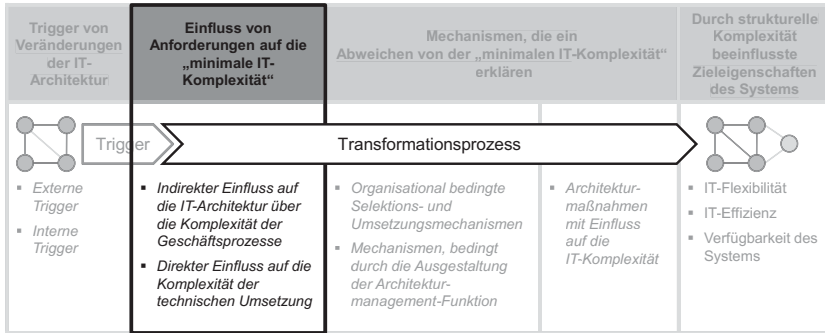 Trigger von
Veränderungen
der IT-
Architektur
Einfluss von
Anforderungen auf die
„minimale IT-
Komplexität“
Mechanismen, die ein
Abweichen von der „minimalen IT-Komplexität“
erklären
Durch strukturelle
Komplexität
beeinflusste
Zieleigenschaften
des Systems
Trigger
Transformationsprozess
▪ Externe
Trigger
▪ Interne
Trigger
▪ Indirekter Einfluss auf
die IT-Architektur über
die Komplexität der
Geschäftsprozesse
▪ Direkter Einfluss auf die
Komplexität der
technischen Umsetzung
▪ Organisational bedingte
Selektions- und
Umsetzungsmechanismen
▪ Mechanismen, bedingt
durch die Ausgestaltung
der Architektur-
management-Funktion
▪ Architektur-
maßnahmen
mit Einfluss
auf die
IT-Komplexität
▪ IT-Flexibilität
▪ IT-Effizienz
▪ Verfügbarkeit des
Systems